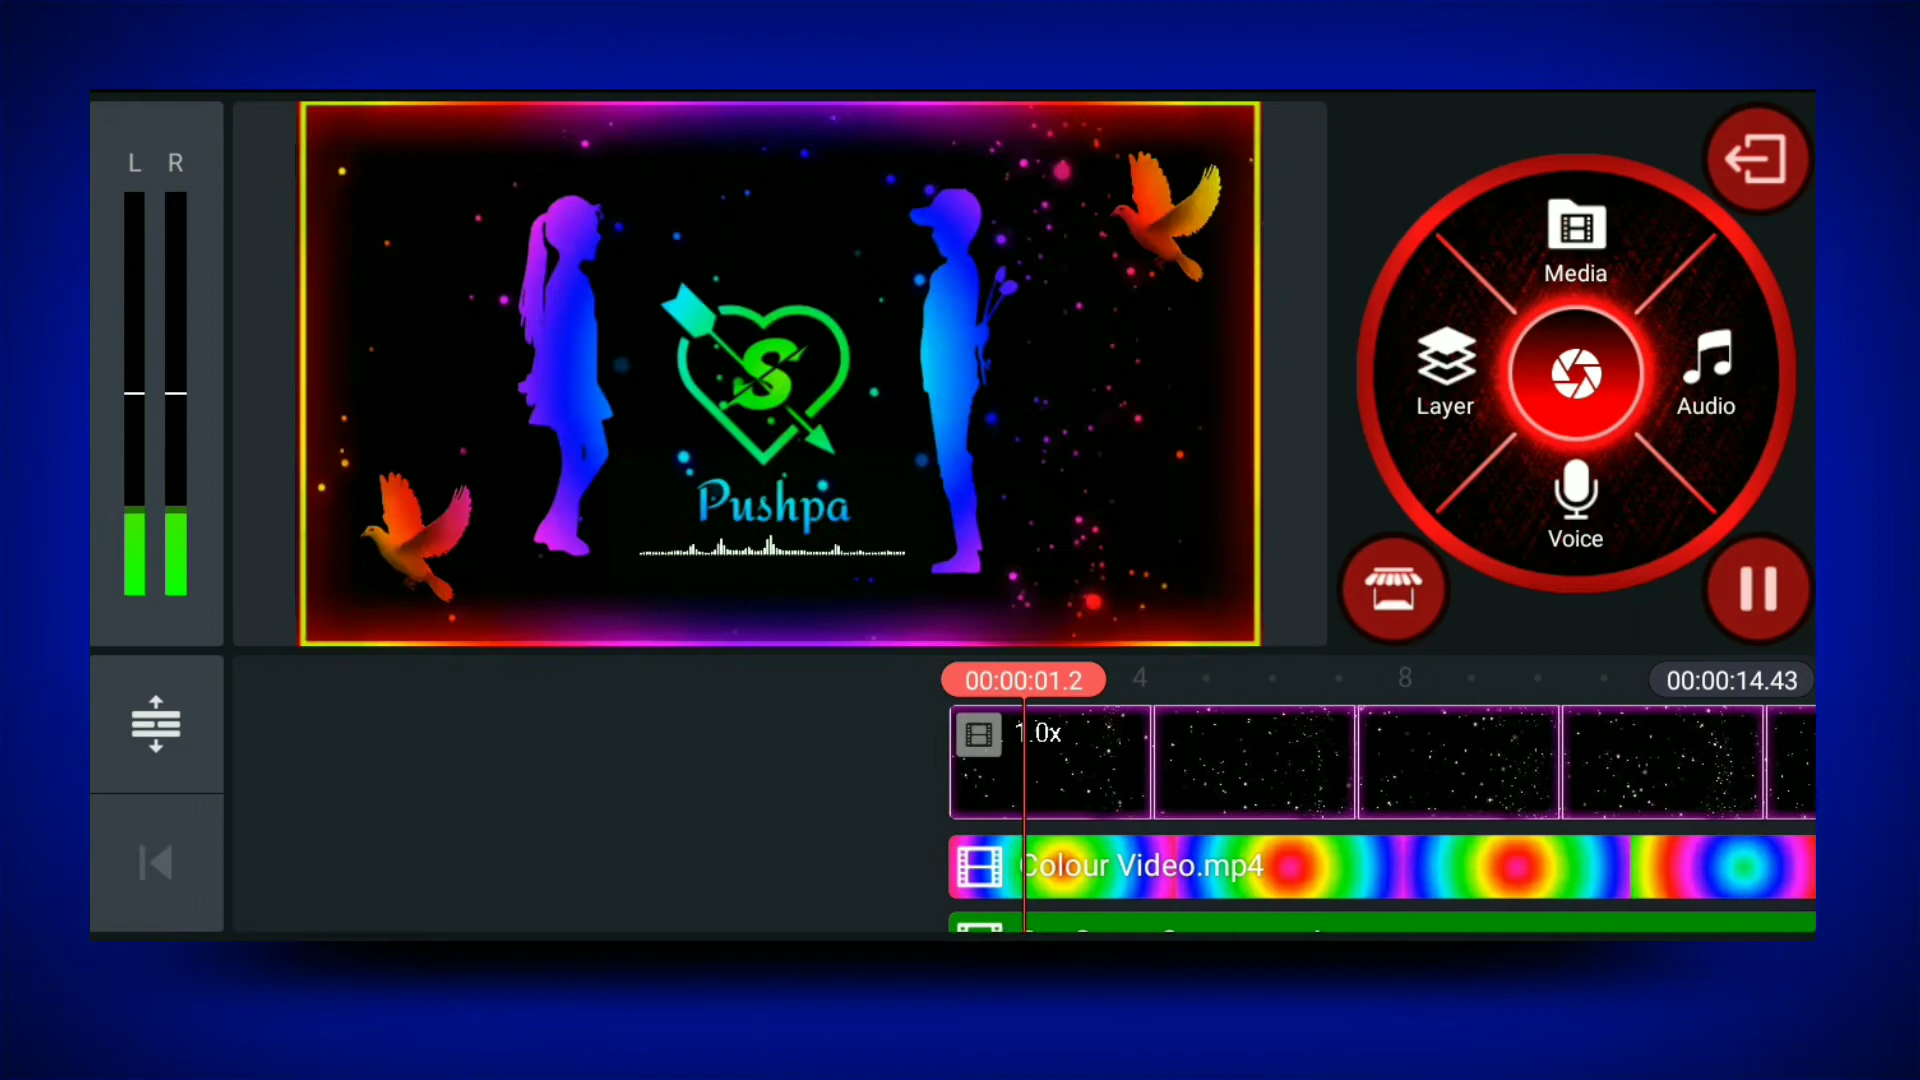 L R
S
Pushpa
Media
Layer
Audio
Voice
00:00:01.2
4
8
00:00:14.43
1.0x
Colour Video.mp4